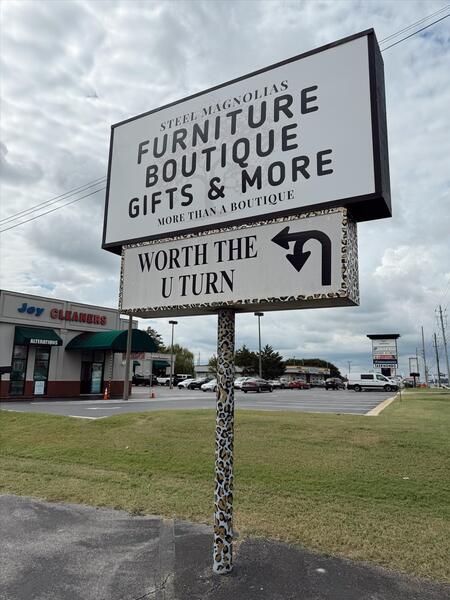 STEEL MAGNOLIAS
FURNITURE
BOUTIQUE
GIFTS & MORE
MORE THAN A BOUTIQUE
WORTH THE
U TURN
Joy CLEANERS
ALTERATIONS